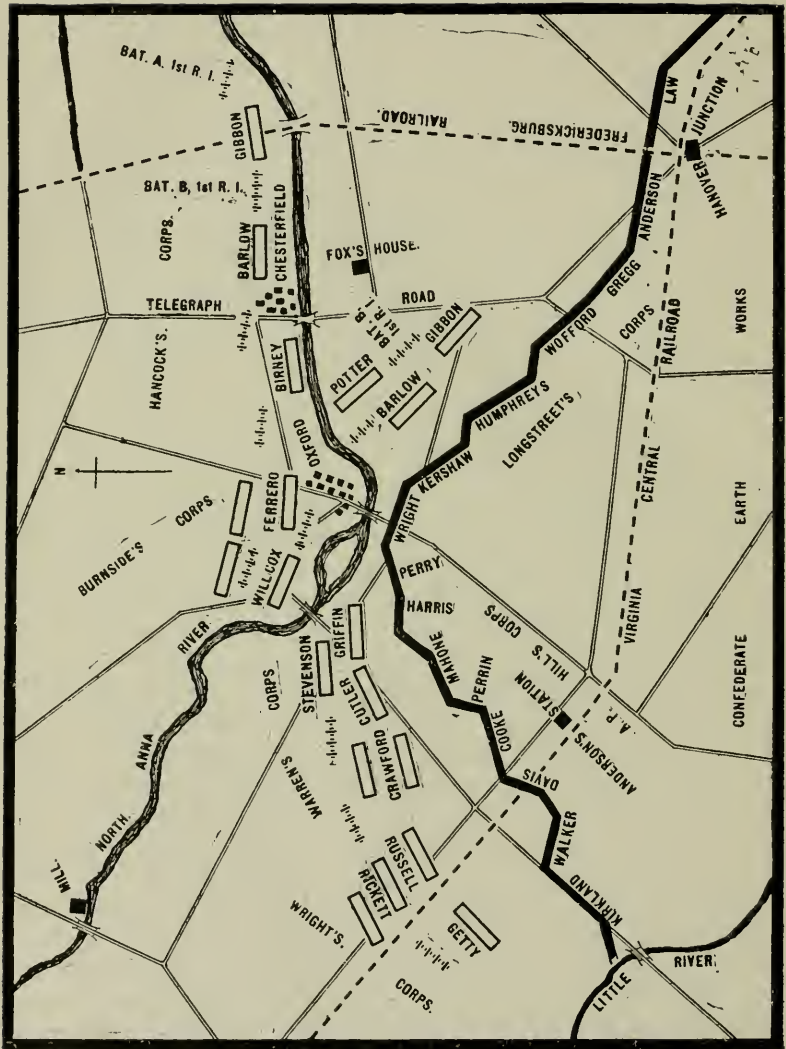 BAT. A. 1st R. I.
GIBBON
FREDERICKSBURG
RAILROAD.
LAW
HANOVER
JUNCTION
BAT. B, 1st R. I.
CORPS.
BARLOW
CHESTERFIELD
FOX'S HOUSE.
ANDERSON
GREGG
TELEGRAPH
ROAD
BAT. B
1st R. I.
GIBBON
WOFFORD
CORPS
RAILROAD
WORKS
HANCOCK'S.
BIRNEY
POTTER
BARLOW
HUMPHREYS
LONGSTREET'S
N
OXFORD
KERSHAW
CENTRAL
BURNSIDE'S
CORPS
FERRERO
WRIGHT
EARTH
WILLCOX
PERRY
HARRIS
HILL'S
CORPS
VIRGINIA
RIVER
GRIFFIN
STEVENSON
CORPS
CUTLER
MAHONE
PERRIN
STATION
A. P.
CONFEDERATE
ANNA
WARREN'S
CRAWFORD
COOKE
ANDERSON'S
DAVIS
NORTH.
MILL.
RUSSELL
RICKETT
WALKER
WRIGHT'S.
GETTY
KIRKLAND
CORPS.
LITTLE
RIVER